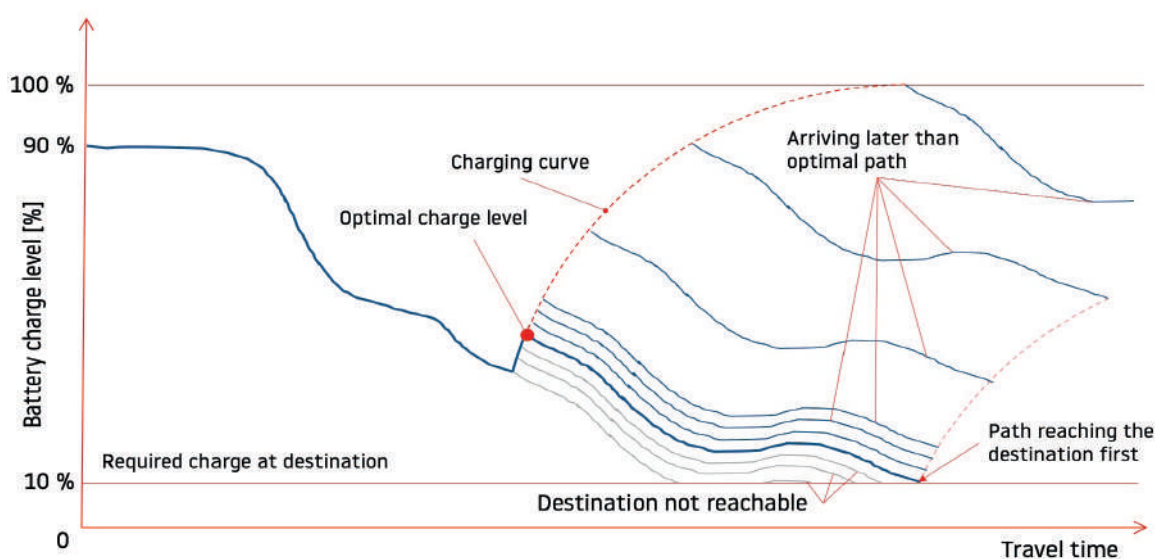 100 %
90 %
Arriving later than
optimal path
Charging curve
Optimal charge level
Battery charge level [%]
Required charge at destination
Path reaching the
destination first
10 %
Destination not reachable
0
Travel time